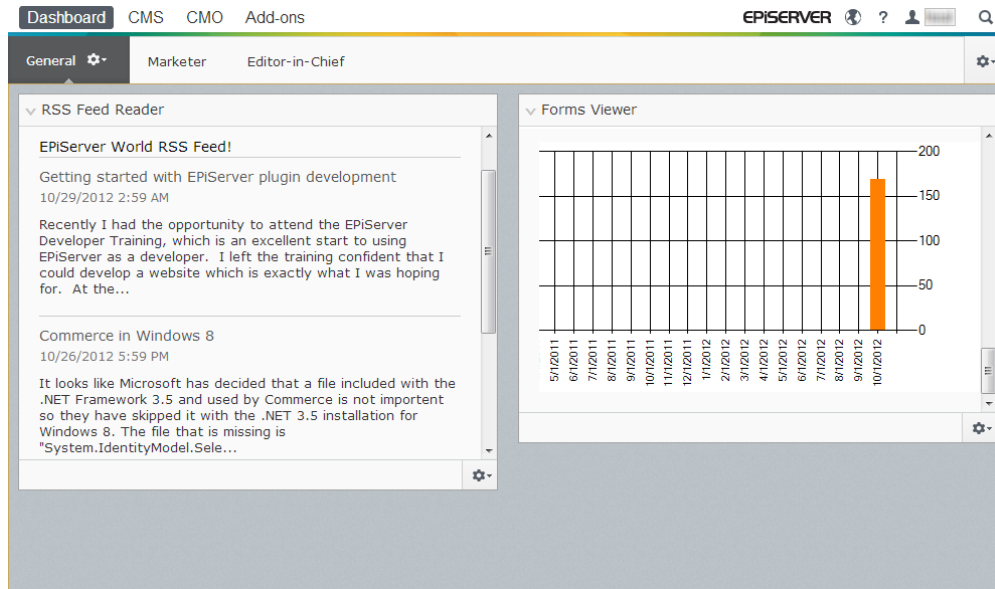 Dashboard CMS CMO Add-ons EPiSERVER ?
General Marketer Editor-in-Chief
RSS Feed Reader
EPiServer World RSS Feed!
Getting started with EPiServer plugin development
10/29/2012 2:59 AM
Recently I had the opportunity to attend the EPiServer
Developer Training, which is an excellent start to using
EPiServer as a developer. I left the training confident that I
could develop a website which is exactly what I was hoping
for. At the...
Commerce in Windows 8
10/26/2012 5:59 PM
It looks like Microsoft has decided that a file included with the
.NET Framework 3.5 and used by Commerce is not importent
so they have skipped it with the .NET 3.5 installation for
Windows 8. The file that is missing is
"System.IdentityModel.Sele...
Forms Viewer
200
150
100
50
0
5/1/2011
6/1/2011
7/1/2011
8/1/2011
9/1/2011
10/1/2011
11/1/2011
12/1/2011
1/1/2012
2/1/2012
3/1/2012
4/1/2012
5/1/2012
6/1/2012
7/1/2012
8/1/2012
9/1/2012
10/1/2012